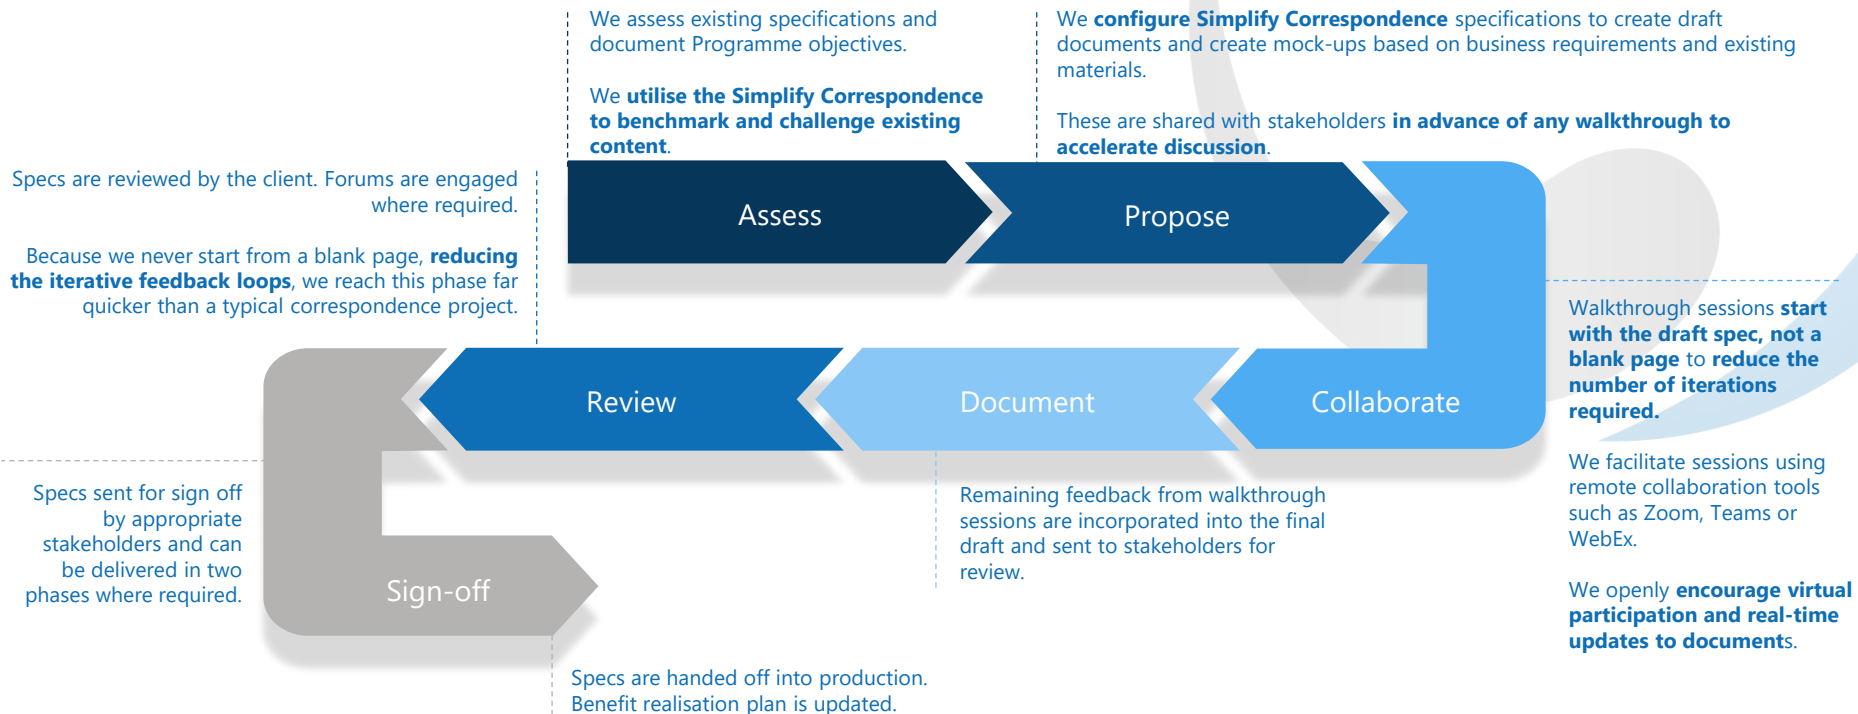 We assess existing specifications and
document Programme objectives.
We utilise the Simplify Correspondence
to benchmark and challenge existing
content.
We configure Simplify Correspondence specifications to create draft
documents and create mock-ups based on business requirements and existing
materials.
These are shared with stakeholders in advance of any walkthrough to
accelerate discussion.
Assess
Propose
Collaborate
Walkthrough sessions start
with the draft spec, not a
blank page to reduce the
number of iterations
required.
We facilitate sessions using
remote collaboration tools
such as Zoom, Teams or
WebEx.
We openly encourage virtual
participation and real-time
updates to documents.
Document
Remaining feedback from walkthrough
sessions are incorporated into the final
draft and sent to stakeholders for
review.
Specs are reviewed by the client. Forums are engaged
where required.
Because we never start from a blank page, reducing
the iterative feedback loops, we reach this phase far
quicker than a typical correspondence project.
Review
Specs sent for sign off
by appropriate
stakeholders and can
be delivered in two
phases where required.
Sign-off
Specs are handed off into production.
Benefit realisation plan is updated.